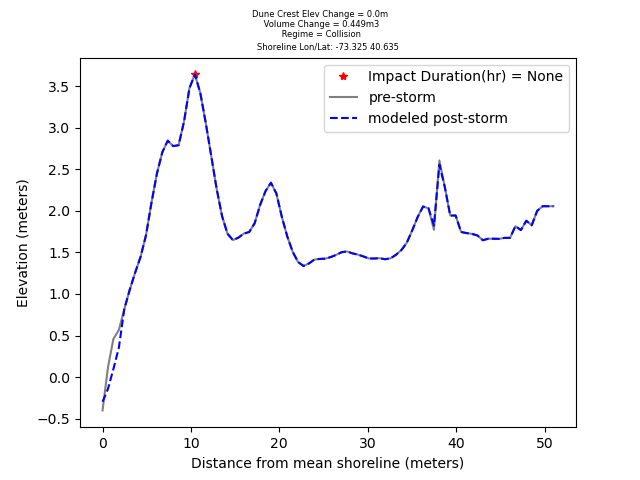 Dune Crest Elev Change = 0.0m
Volume Change = 0.449m3
Regime = Collision
Shoreline Lon/Lat: -73.325 40.635
Impact Duration(hr) = None
pre-storm
modeled post-storm
3.5
3.0
2.5
2.0
1.5
1.0
0.5
0.0
−0.5
Elevation (meters)
0 10 20 30 40 50
Distance from mean shoreline (meters)